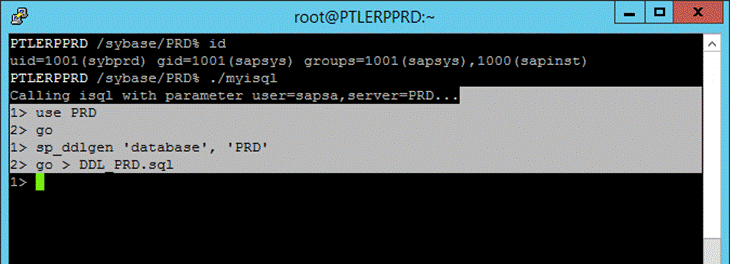 root@PTLERPPRD:~
PTLERPPRD /sybase/PRD% id
uid=1001(sybprd) gid=1001(sapsys) groups=1001(sapsys),1000(sapinst)
PTLERPPRD /sybase/PRD% ./myisql
Calling isql with parameter user=sapsa,server=PRD...
1> use PRD
2> go
1> sp_ddlgen 'database', 'PRD'
2> go > DDL_PRD.sql
1>